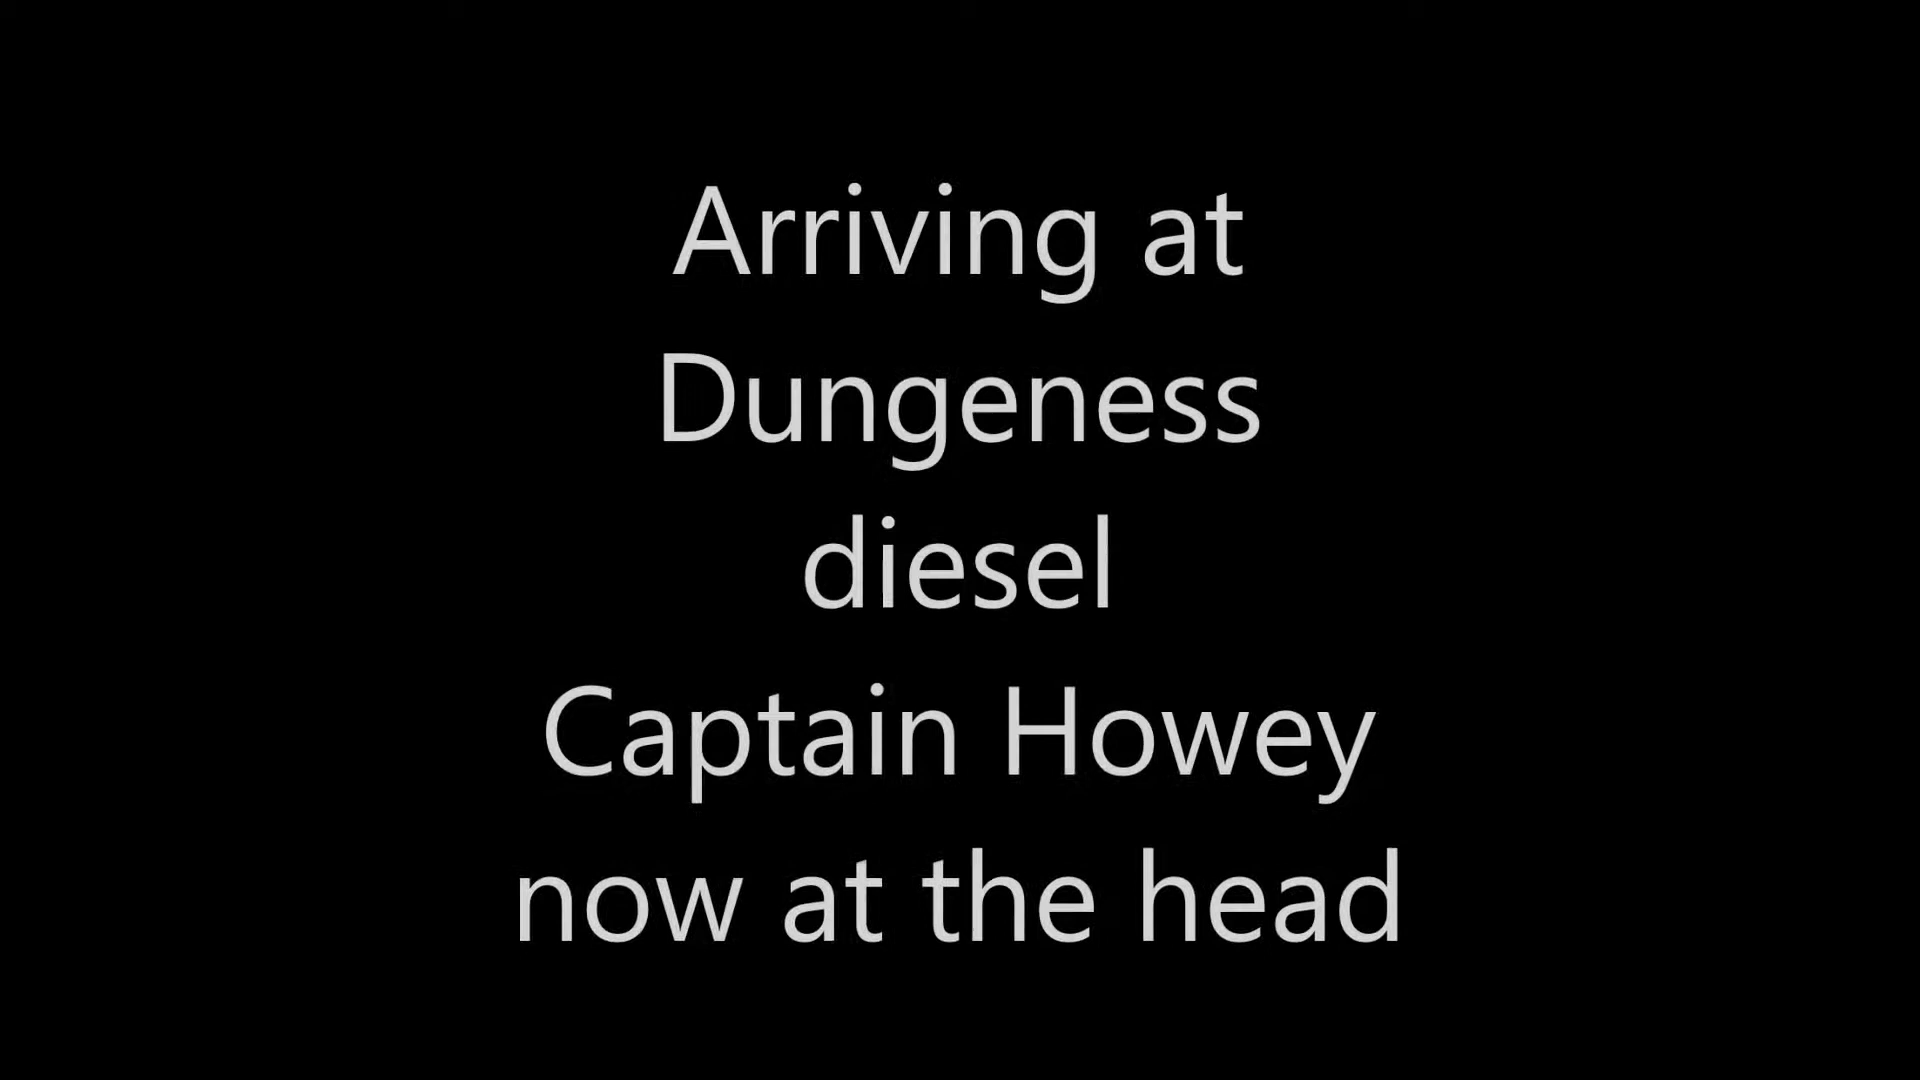 Arriving at
Dungeness
diesel
Captain Howey
now at the head